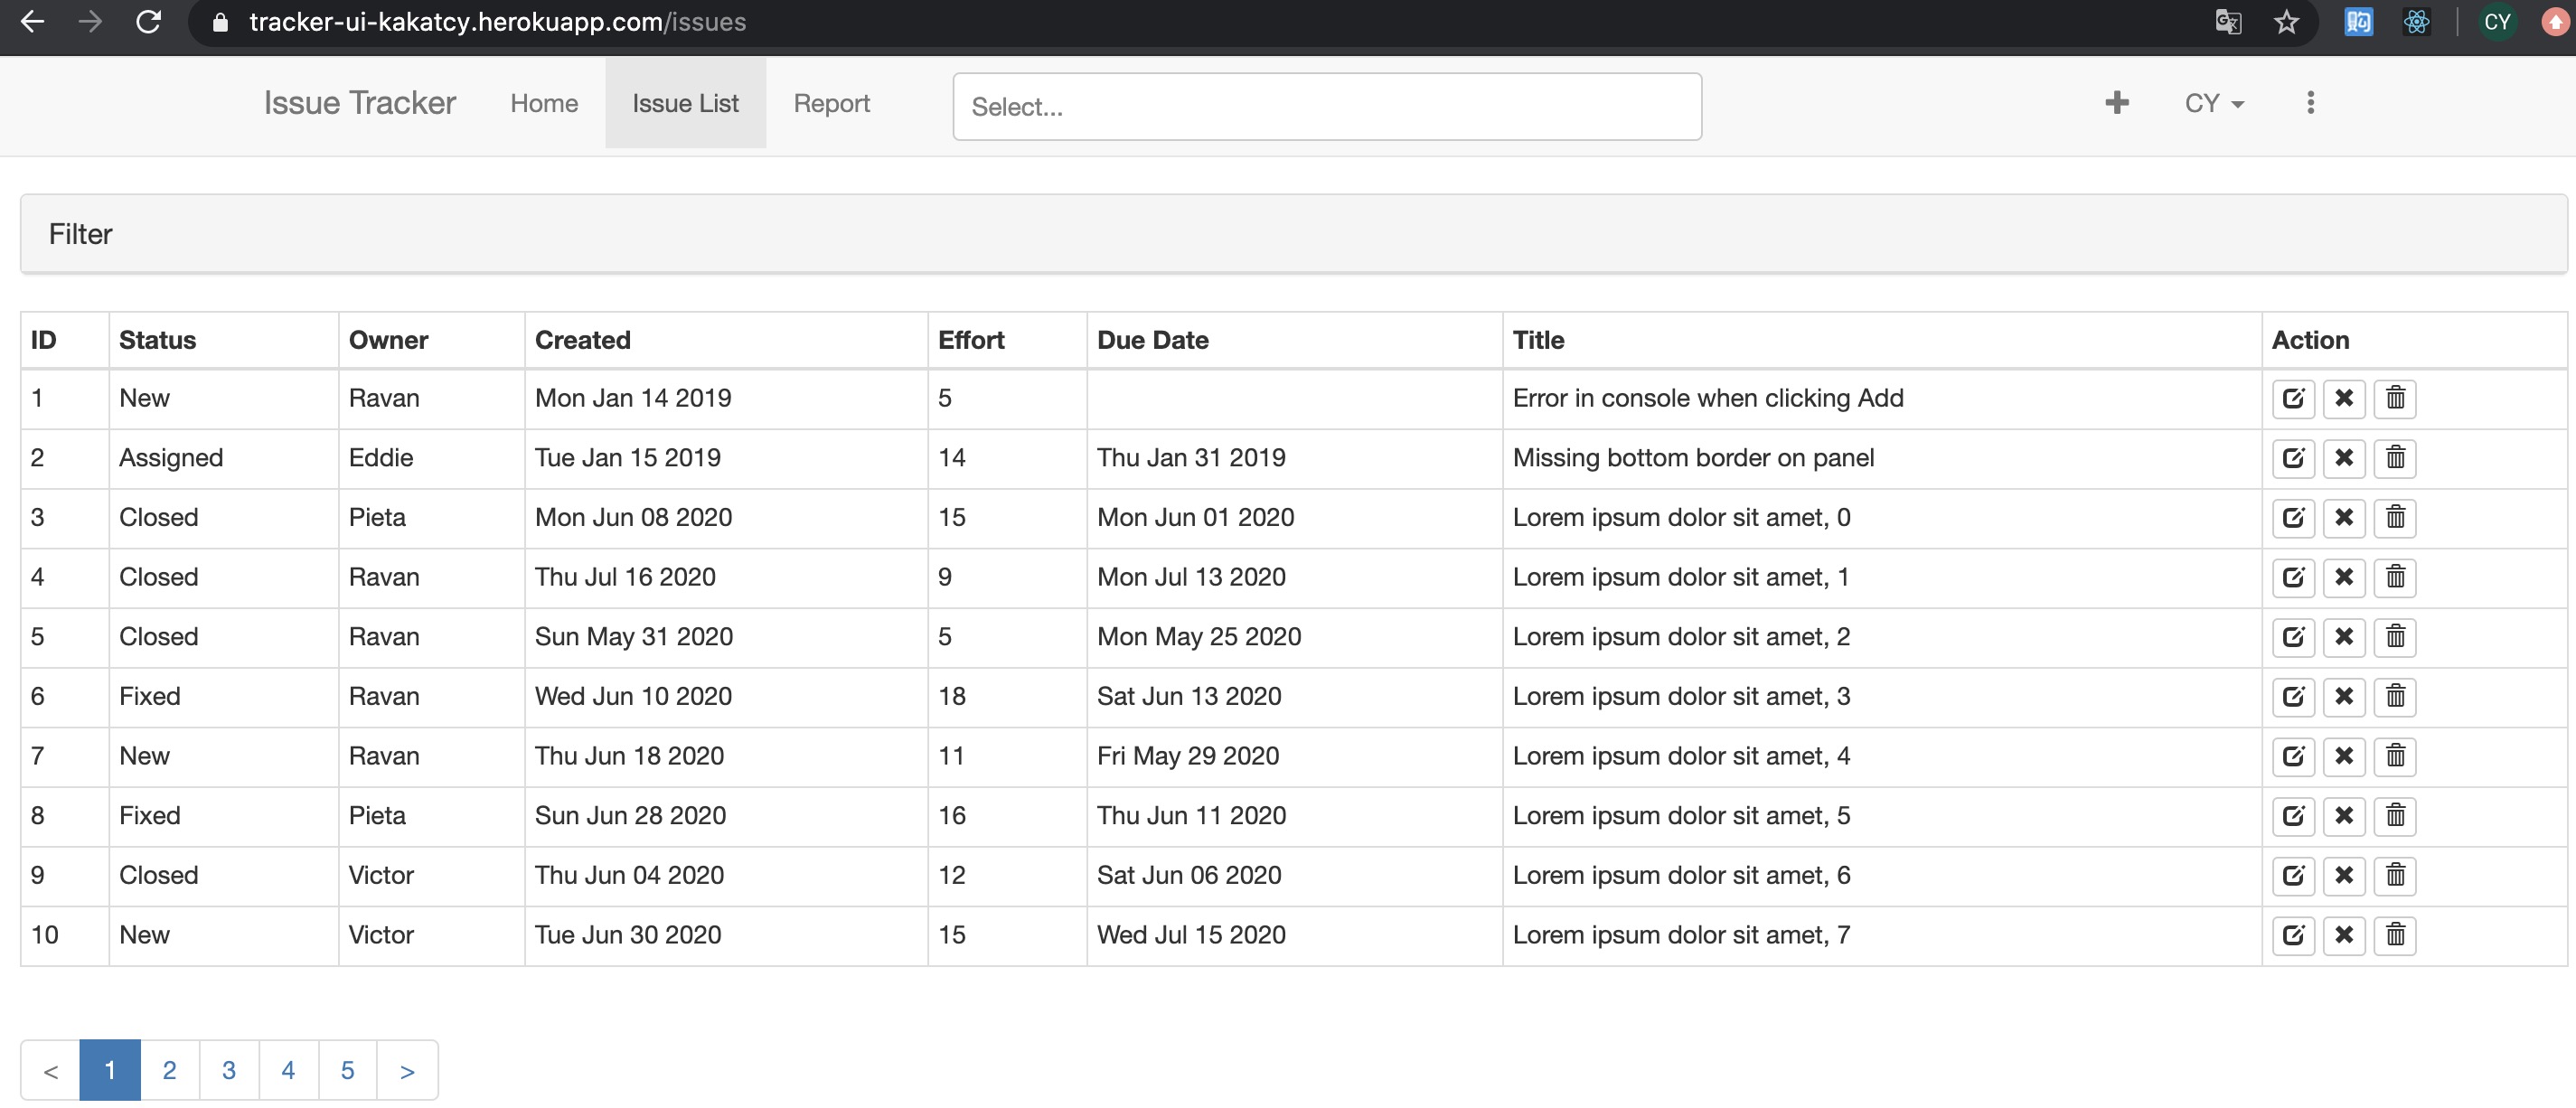 tracker-ui-kakatcy.herokuapp.com/issues CY
Issue Tracker Home Issue List Report Select... CY
Filter
ID Status Owner Created Effort Due Date Title Action
1 New Ravan Mon Jan 14 2019 5 Error in console when clicking Add
2 Assigned Eddie Tue Jan 15 2019 14 Thu Jan 31 2019 Missing bottom border on panel
3 Closed Pieta Mon Jun 08 2020 15 Mon Jun 01 2020 Lorem ipsum dolor sit amet, 0
4 Closed Ravan Thu Jul 16 2020 9 Mon Jul 13 2020 Lorem ipsum dolor sit amet, 1
5 Closed Ravan Sun May 31 2020 5 Mon May 25 2020 Lorem ipsum dolor sit amet, 2
6 Fixed Ravan Wed Jun 10 2020 18 Sat Jun 13 2020 Lorem ipsum dolor sit amet, 3
7 New Ravan Thu Jun 18 2020 11 Fri May 29 2020 Lorem ipsum dolor sit amet, 4
8 Fixed Pieta Sun Jun 28 2020 16 Thu Jun 11 2020 Lorem ipsum dolor sit amet, 5
9 Closed Victor Thu Jun 04 2020 12 Sat Jun 06 2020 Lorem ipsum dolor sit amet, 6
10 New Victor Tue Jun 30 2020 15 Wed Jul 15 2020 Lorem ipsum dolor sit amet, 7
< 1 2 3 4 5 >